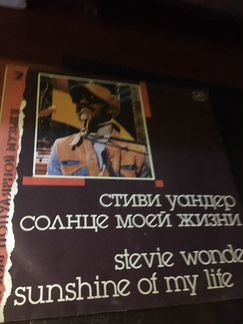 СТИВИ УАНДЕР
СОЛНЦЕ МОЕЙ ЖИЗНИ
stevie wonde
sunshine of my life
ПОПУЛЯРНОЙ МУЗЫКИ